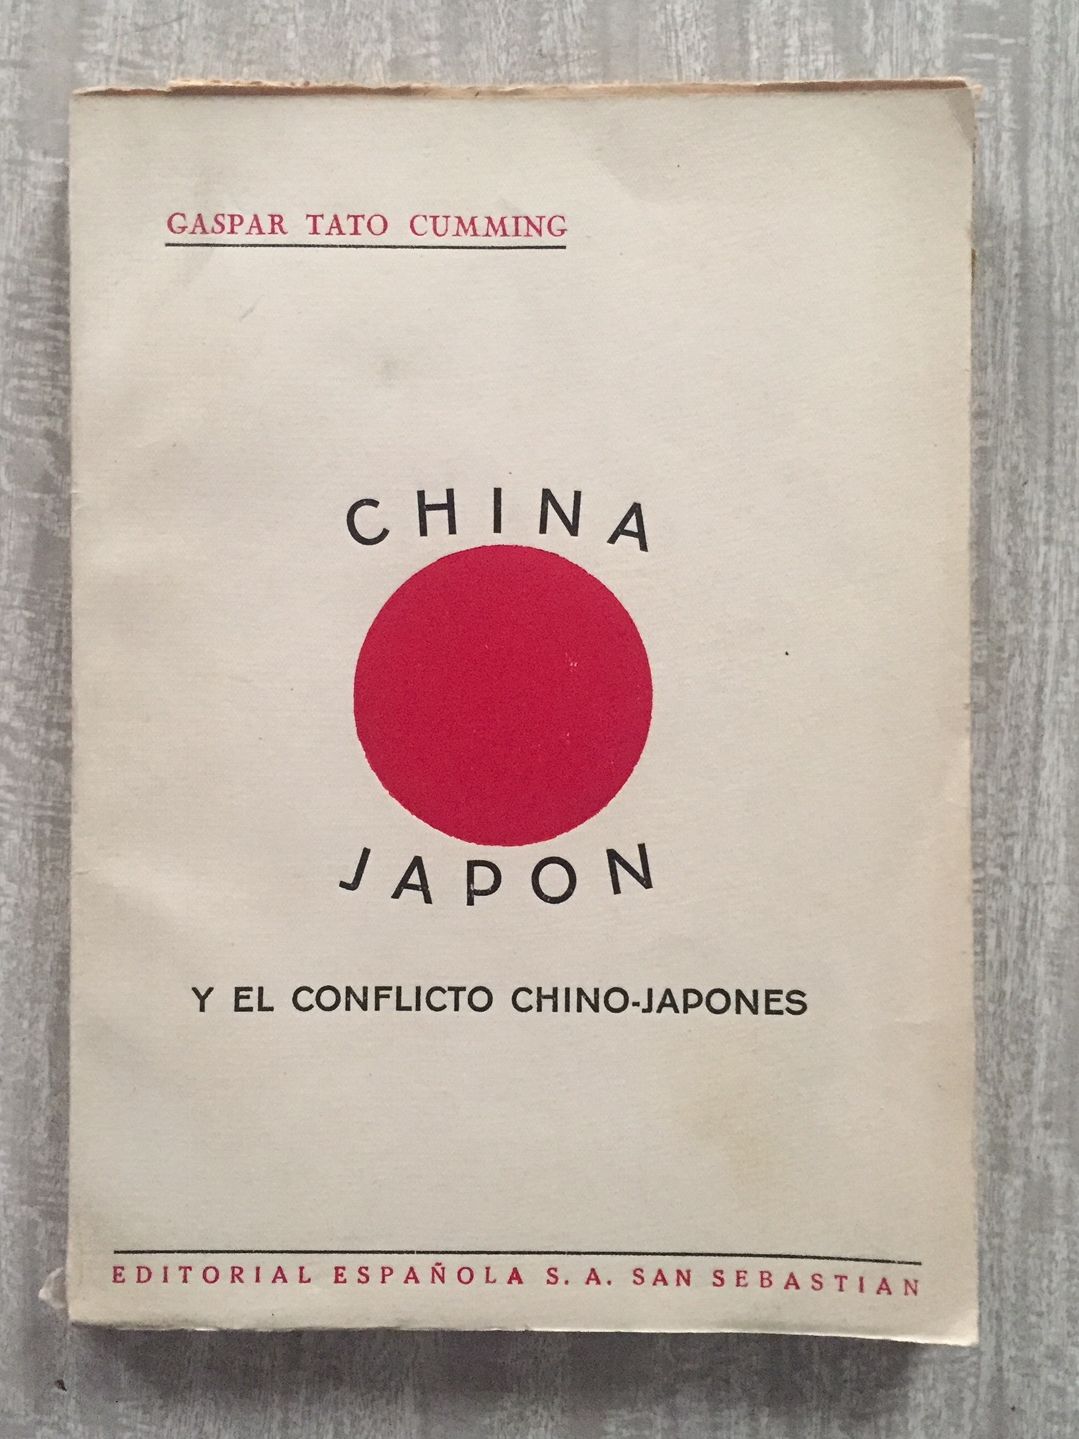 GASPAR TATO CUMMING
CHINA
JAPON
Y EL CONFLICTO CHINO-JAPONES
EDITORIAL ESPAÑOLA S. A. SAN SEBASTIAN